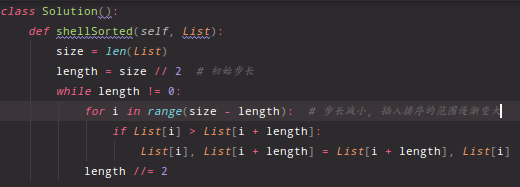 class Solution():
def shellSorted(self, List):
size = len(List)
length = size // 2 # 初始步长
while length != 0:
for i in range(size - length): # 步长减小, 插入排序的范围逐渐变大
if List[i] > List[i + length]:
List[i], List[i + length] = List[i + length], List[i]
length //= 2